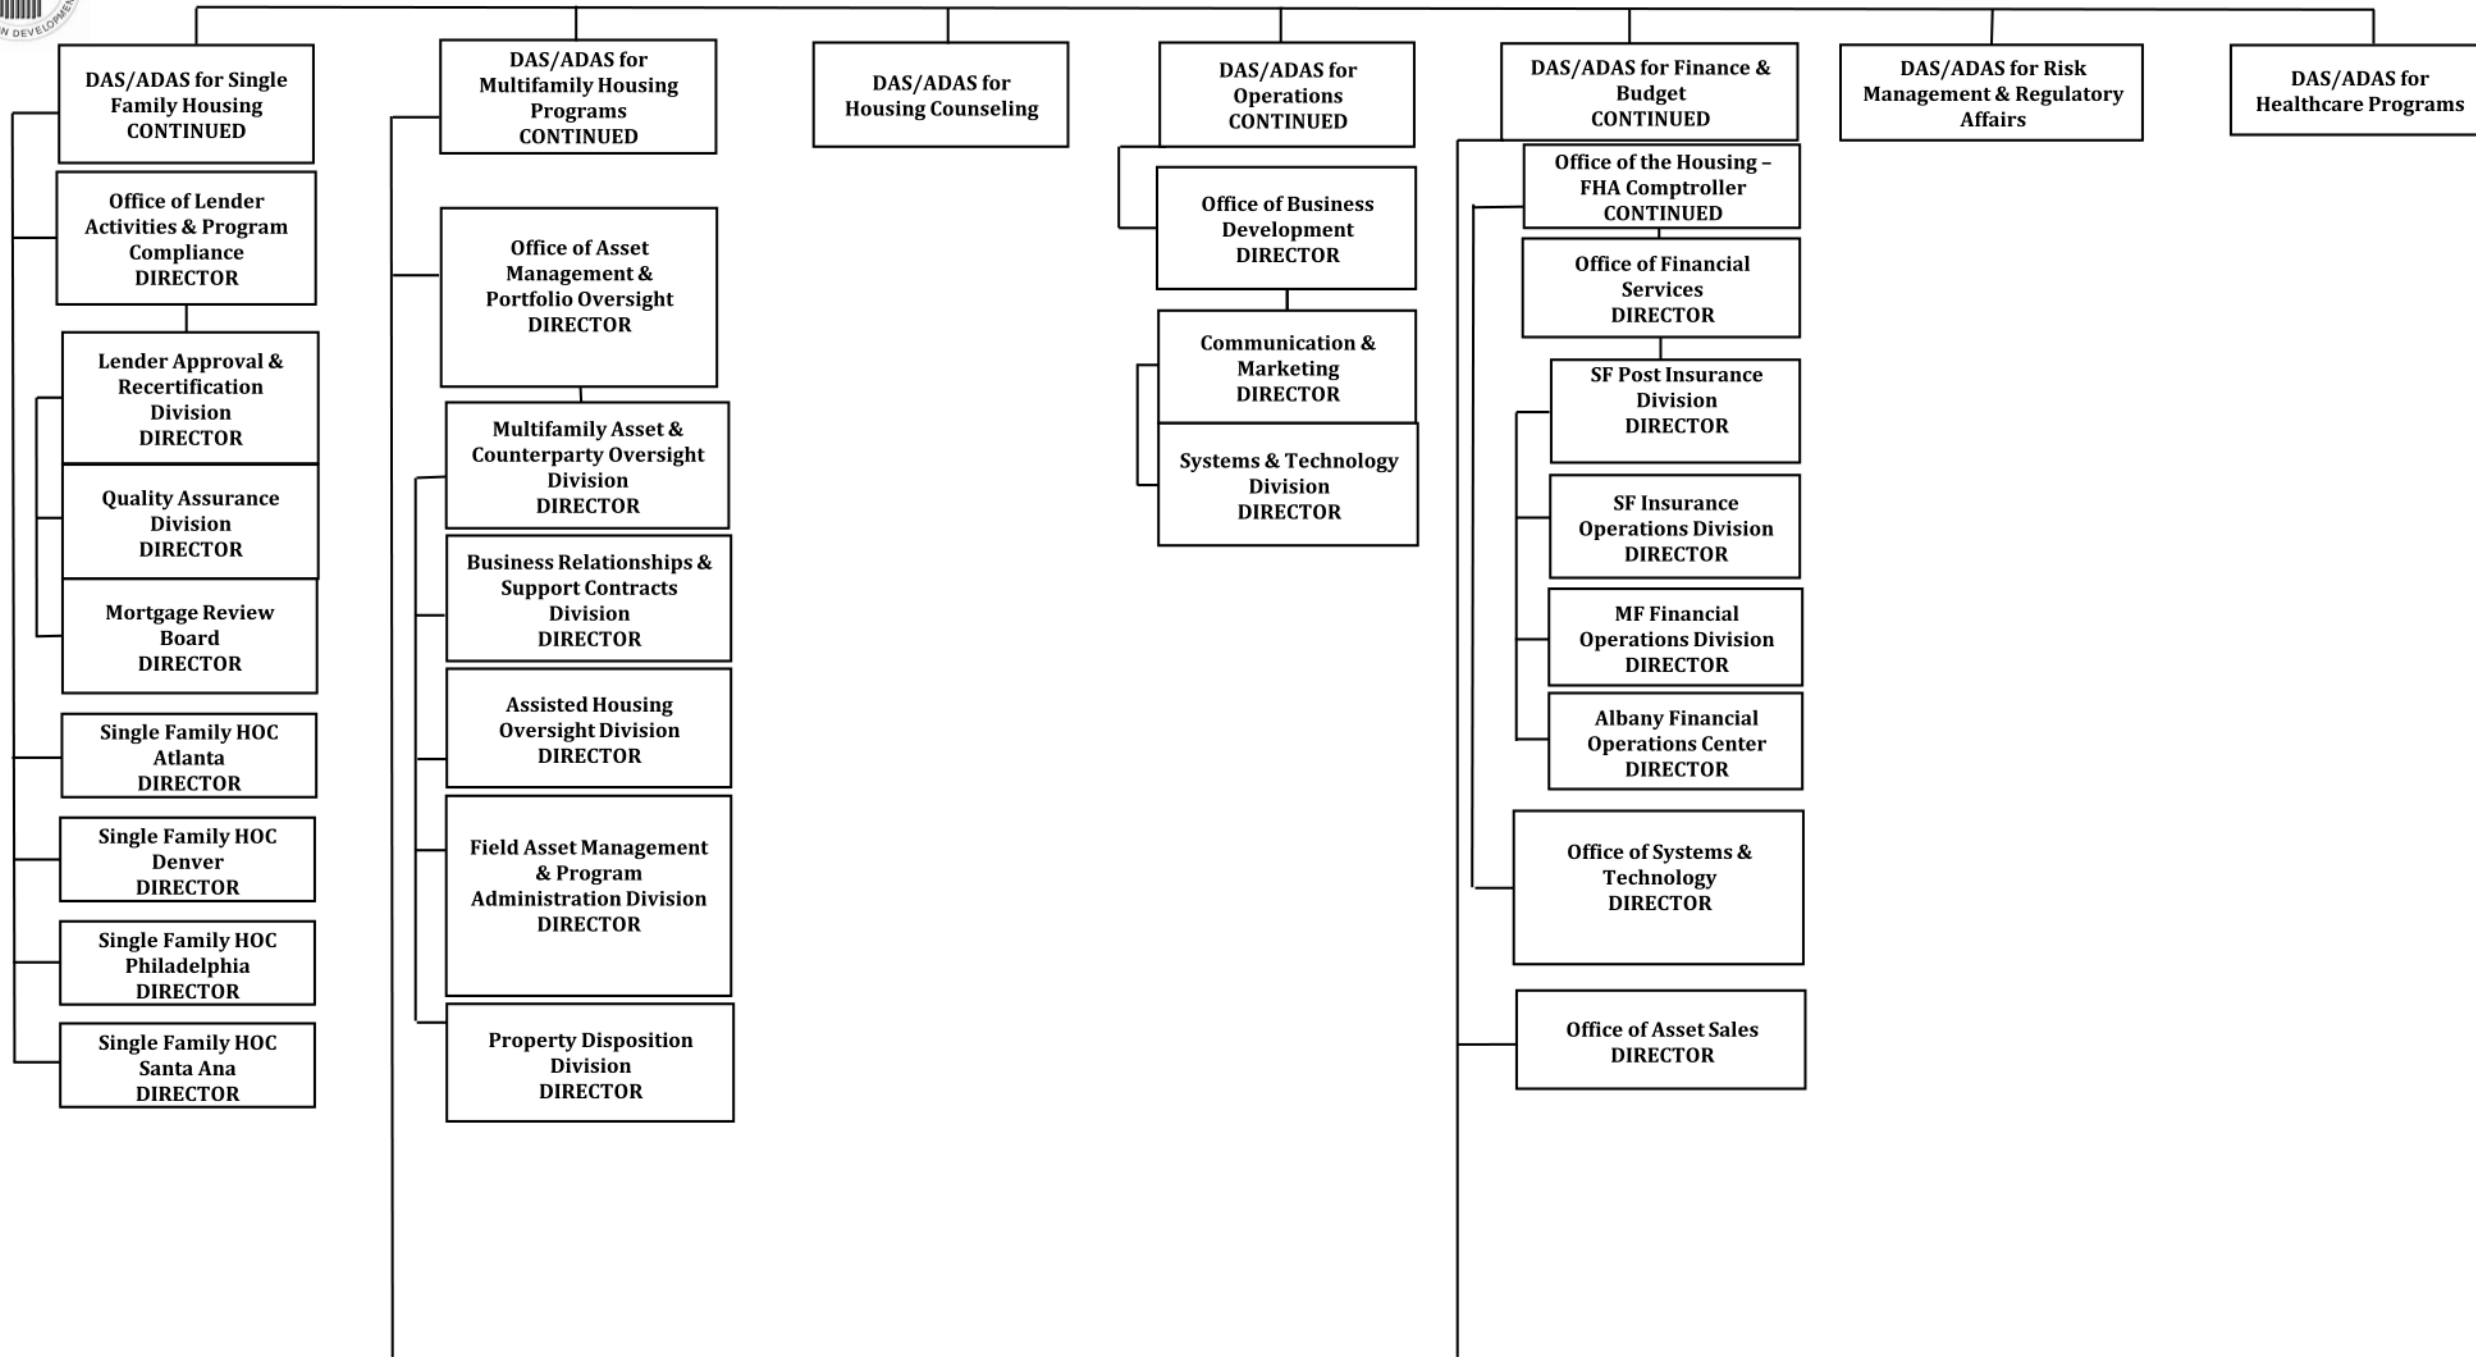 N DEVELOPMEN
DAS/ADAS for Single
Family Housing
CONTINUED
Office of Lender
Activities & Program
Compliance
DIRECTOR
Lender Approval &
Recertification
Division
DIRECTOR
Quality Assurance
Division
DIRECTOR
Mortgage Review
Board
DIRECTOR
Single Family HOC
Atlanta
DIRECTOR
Single Family HOC
Denver
DIRECTOR
Single Family HOC
Philadelphia
DIRECTOR
Single Family HOC
Santa Ana
DIRECTOR
DAS/ADAS for
Multifamily Housing
Programs
CONTINUED
Office of Asset
Management &
Portfolio Oversight
DIRECTOR
Multifamily Asset &
Counterparty Oversight
Division
DIRECTOR
Business Relationships &
Support Contracts
Division
DIRECTOR
Assisted Housing
Oversight Division
DIRECTOR
Field Asset Management
& Program
Administration Division
DIRECTOR
Property Disposition
Division
DIRECTOR
DAS/ADAS for
Housing Counseling
DAS/ADAS for
Operations
CONTINUED
Office of Business
Development
DIRECTOR
Communication &
Marketing
DIRECTOR
Systems & Technology
Division
DIRECTOR
DAS/ADAS for Finance &
Budget
CONTINUED
Office of the Housing –
FHA Comptroller
CONTINUED
Office of Financial
Services
DIRECTOR
SF Post Insurance
Division
DIRECTOR
SF Insurance
Operations Division
DIRECTOR
MF Financial
Operations Division
DIRECTOR
Albany Financial
Operations Center
DIRECTOR
Office of Systems &
Technology
DIRECTOR
Office of Asset Sales
DIRECTOR
DAS/ADAS for Risk
Management & Regulatory
Affairs
DAS/ADAS for
Healthcare Programs